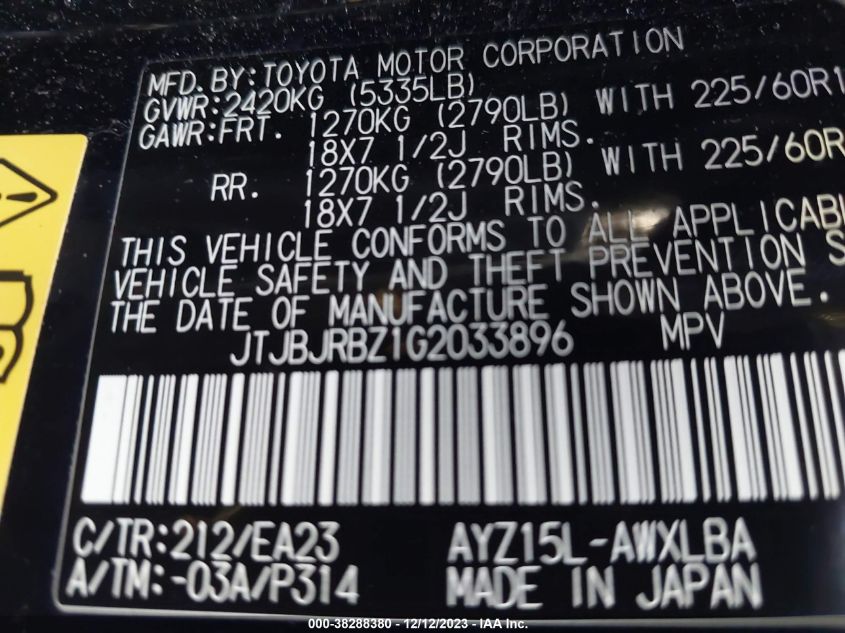 MFD. BY: TOYOTA MOTOR CORPORATION
GVWR: 2420KG (5335LB)
GAWR: FRT. 1270KG (2790LB) WITH 225/60R1
18X7 1/2J RIMS.
RR. 1270KG (2790LB) WITH 225/60R
18X7 1/2J RIMS.
THIS VEHICLE CONFORMS TO ALL APPLICABL
VEHICLE SAFETY AND THEFT PREVENTION S
THE DATE OF MANUFACTURE SHOWN ABOVE.
JTJBJRBZ1G2033896 MPV
C/TR: 212/EA23 AYZ15L-AWXLBA
A/TM: -03A/P314 MADE IN JAPAN
000-38288380 - 12/12/2023 - IAA Inc.